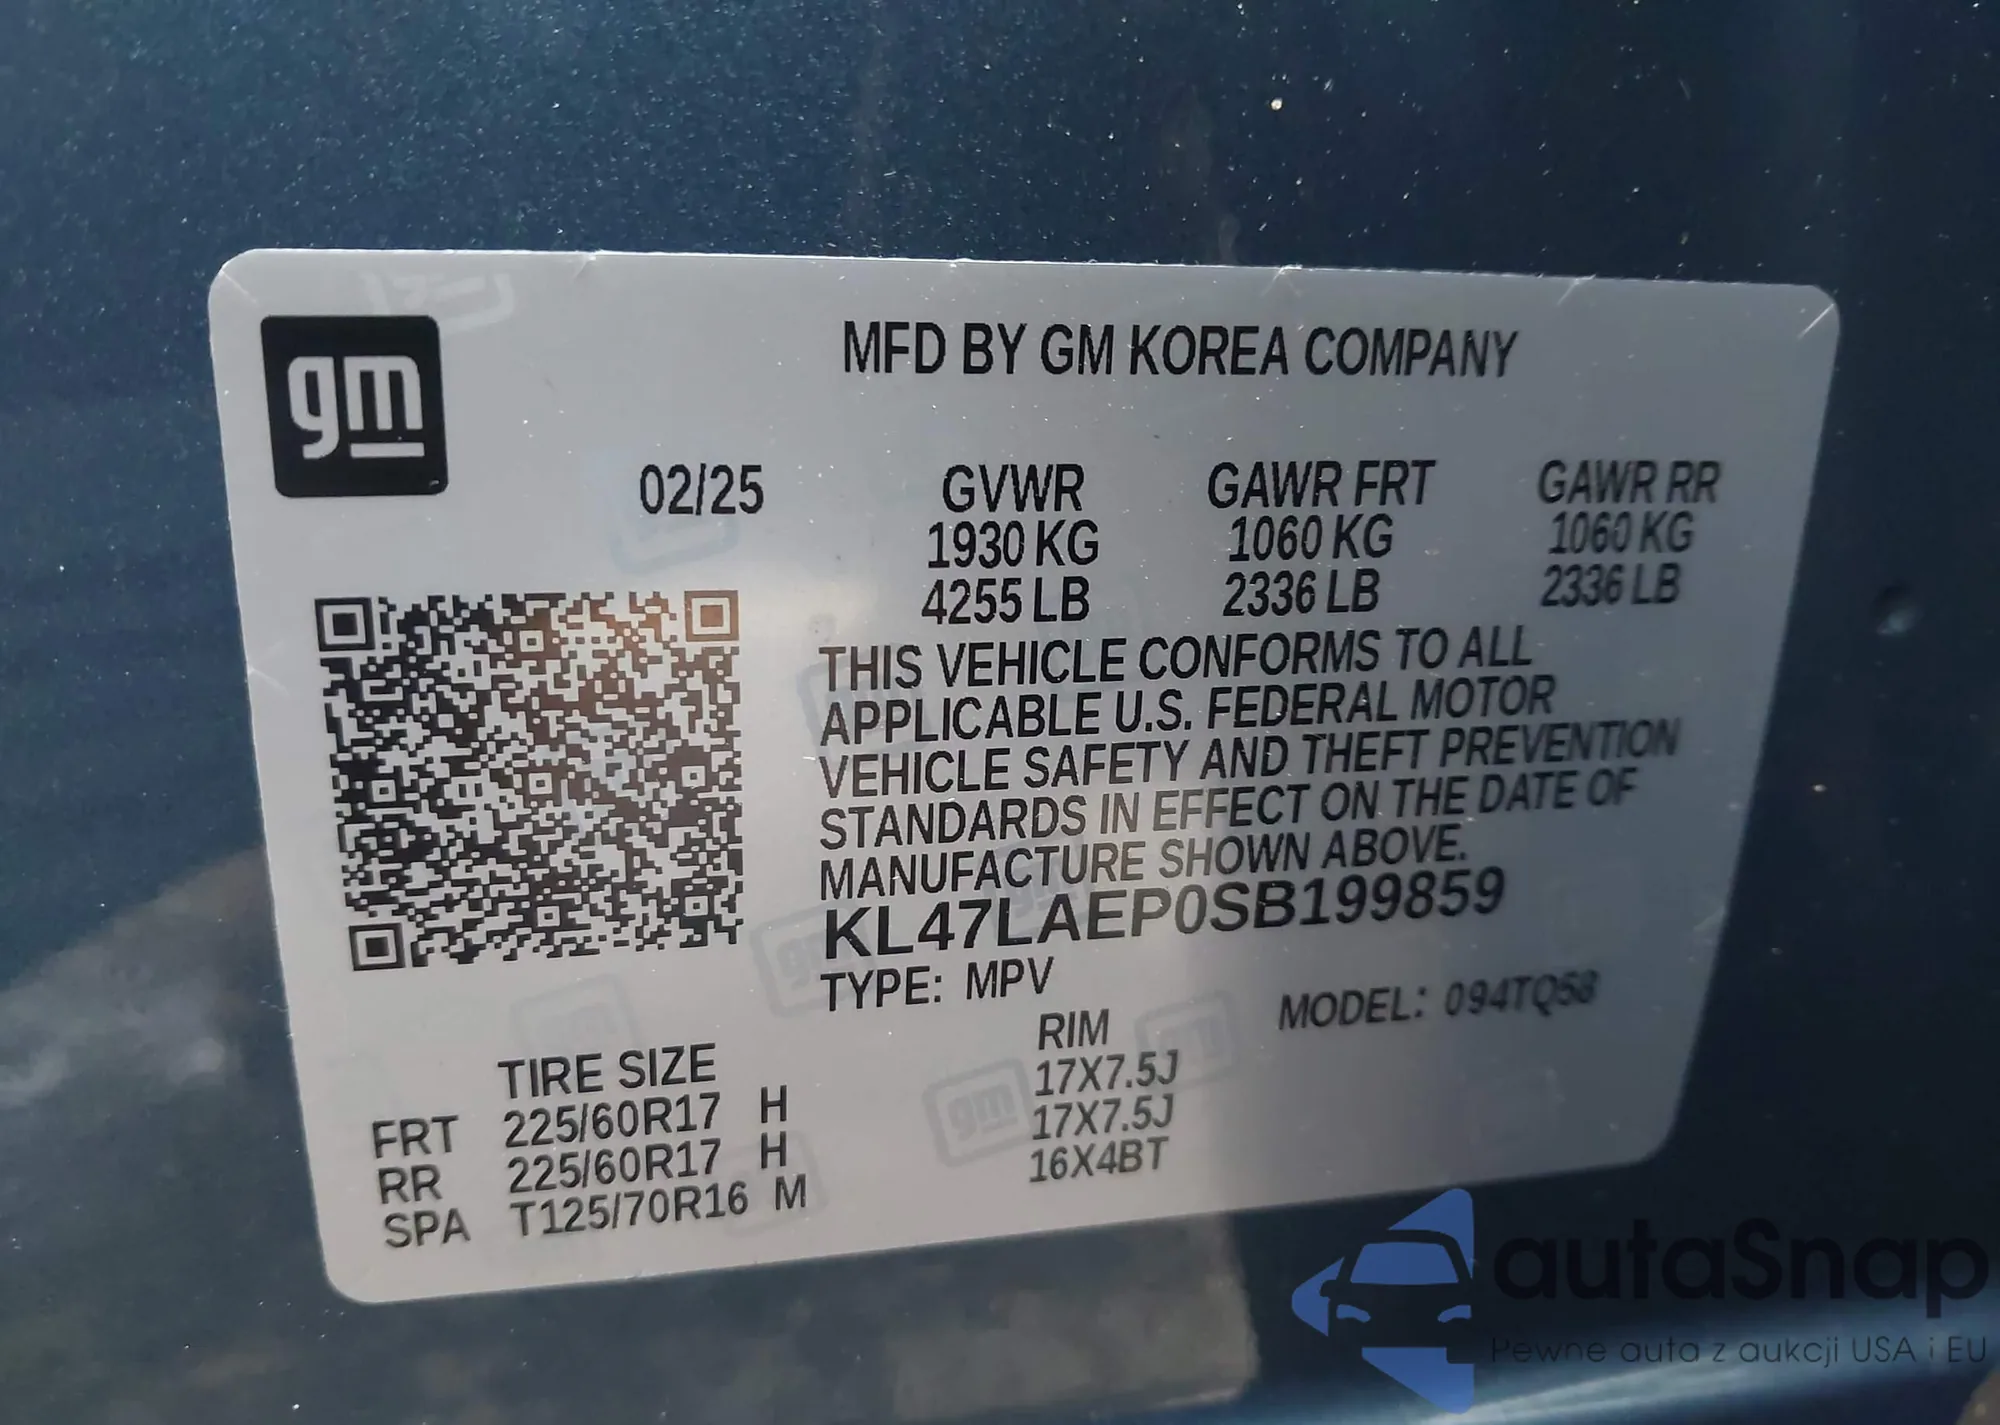 gm
MFD BY GM KOREA COMPANY
02/25 GVWR GAWR FRT GAWR RR
1930 KG 1060 KG 1060 KG
4255 LB 2336 LB 2336 LB
THIS VEHICLE CONFORMS TO ALL
APPLICABLE U.S. FEDERAL MOTOR
VEHICLE SAFETY AND THEFT PREVENTION
STANDARDS IN EFFECT ON THE DATE OF
MANUFACTURE SHOWN ABOVE.
KL47LAEP0SB199859
TYPE: MPV MODEL: 094TQ58
TIRE SIZE RIM
FRT 225/60R17 H 17X7.5J
RR 225/60R17 H 17X7.5J
SPA T125/70R16 M 16X4BT
autaSnap
Pewne auta z aukcji USA i EU